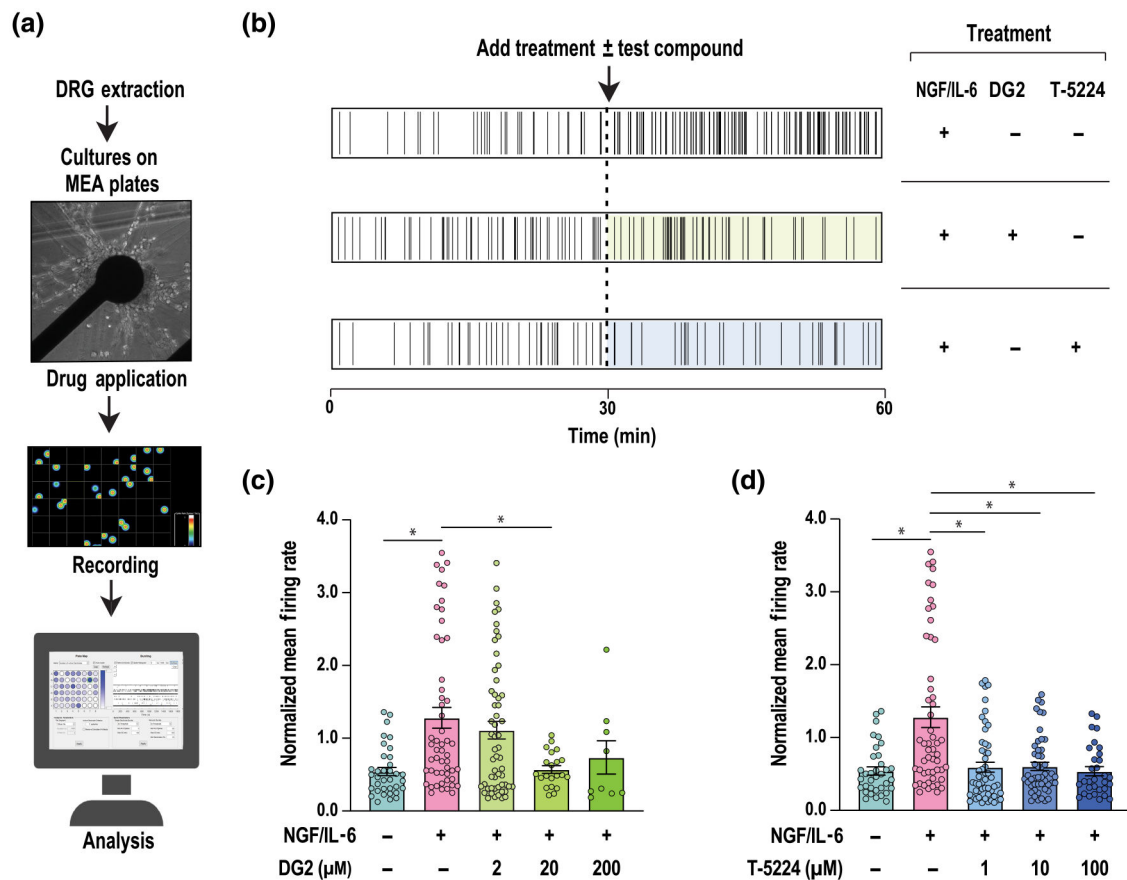 (a)
DRG extraction
Cultures on
MEA plates
Drug application
Recording
Analysis
(b)
Add treatment ± test compound
Treatment
NGF/IL-6 DG2 T-5224
+ – –
+ + –
+ – +
0 30 60
Time (min)
(c)
Normalized mean firing rate
4.0
3.0
2.0
1.0
0.0
* *
NGF/IL-6 – + + + +
DG2 (μM) – – 2 20 200
(d)
Normalized mean firing rate
4.0
3.0
2.0
1.0
0.0
*
*
* *
NGF/IL-6 – + + + +
T-5224 (μM) – – 1 10 100